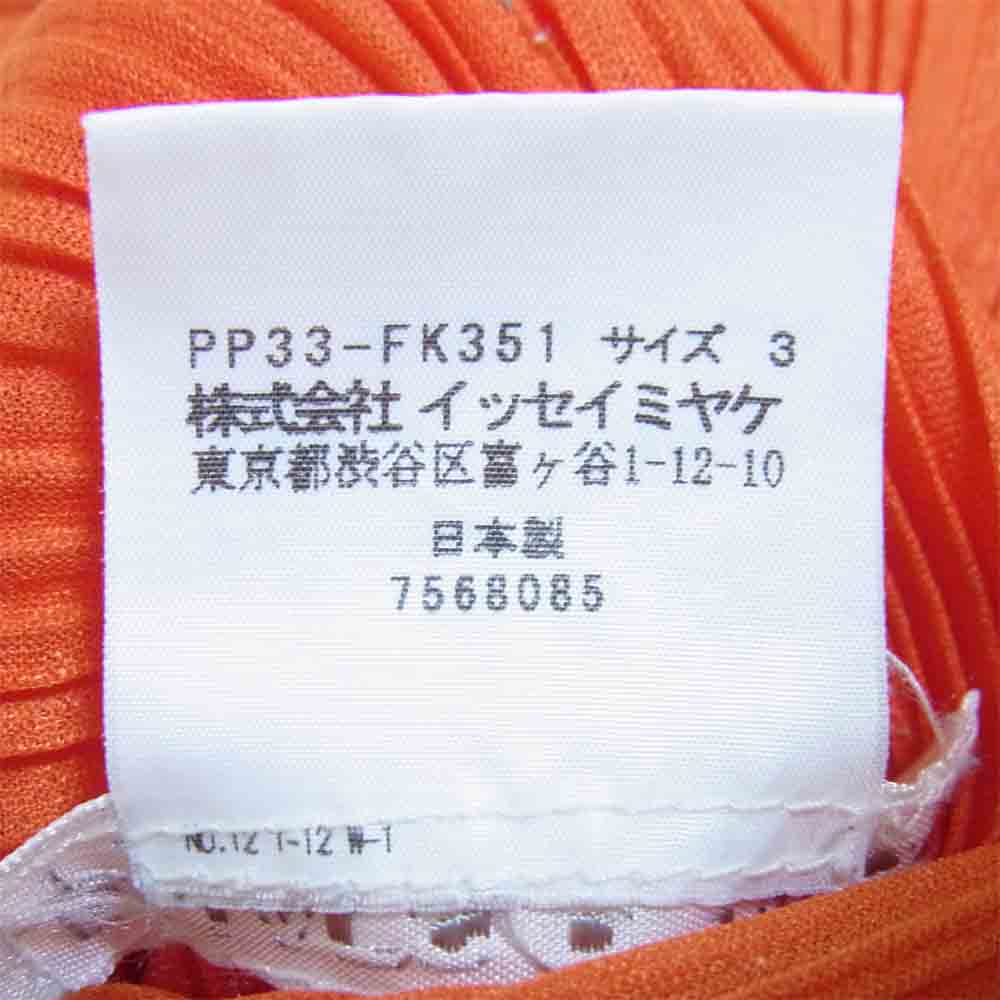 PP33-FK351 サイズ 3
株式会社 イッセイミヤケ
東京都渋谷区富ヶ谷1-12-10
日本製
7568085
NO.12 T-12 W-1